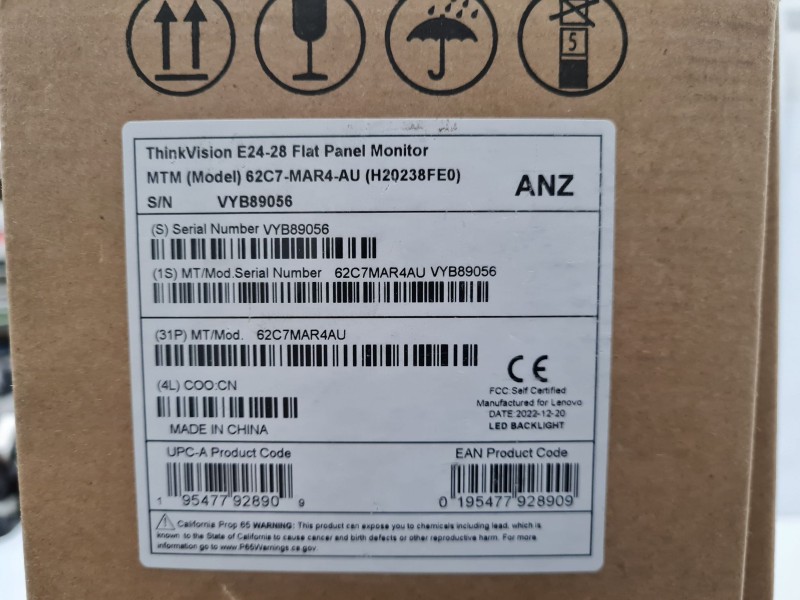 5
ThinkVision E24-28 Flat Panel Monitor
MTM (Model) 62C7-MAR4-AU (H20238FE0)
ANZ
S/N VYB89056
(S) Serial Number VYB89056
(1S) MT/Mod.Serial Number 62C7MAR4AU VYB89056
(31P) MT/Mod. 62C7MAR4AU
CE
(4L) COO:CN
FCC:Self Certified
Manufactured for Lenovo
DATE:2022-12-20
LED BACKLIGHT
MADE IN CHINA
UPC-A Product Code
EAN Product Code
1 95477 92890 9
0 195477 928909
California Prop 65 WARNING: This product can expose you to chemicals including lead, which is
known to the State of California to cause cancer and birth defects or other reproductive harm. For more
information go to www.P65Warnings.ca.gov.